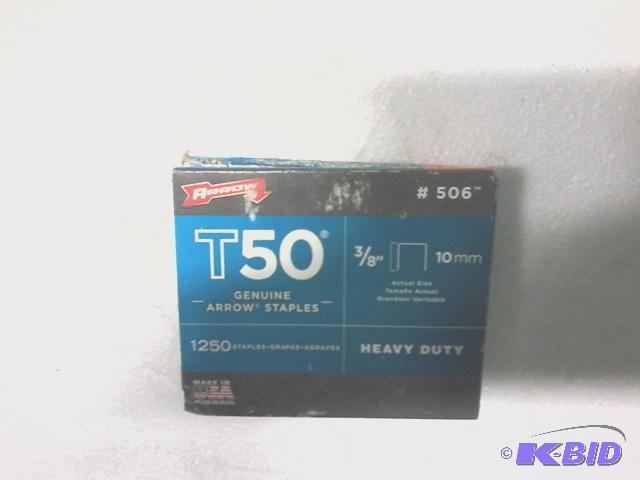 ARROW
# 506™
T50®
GENUINE
ARROW® STAPLES
3/8" 10mm
Actual Size
Tamaño Actual
Grandeur Veritable
1250 STAPLES•GRAPAS•AGRAFES
HEAVY DUTY
MADE IN
USA
© K-BID